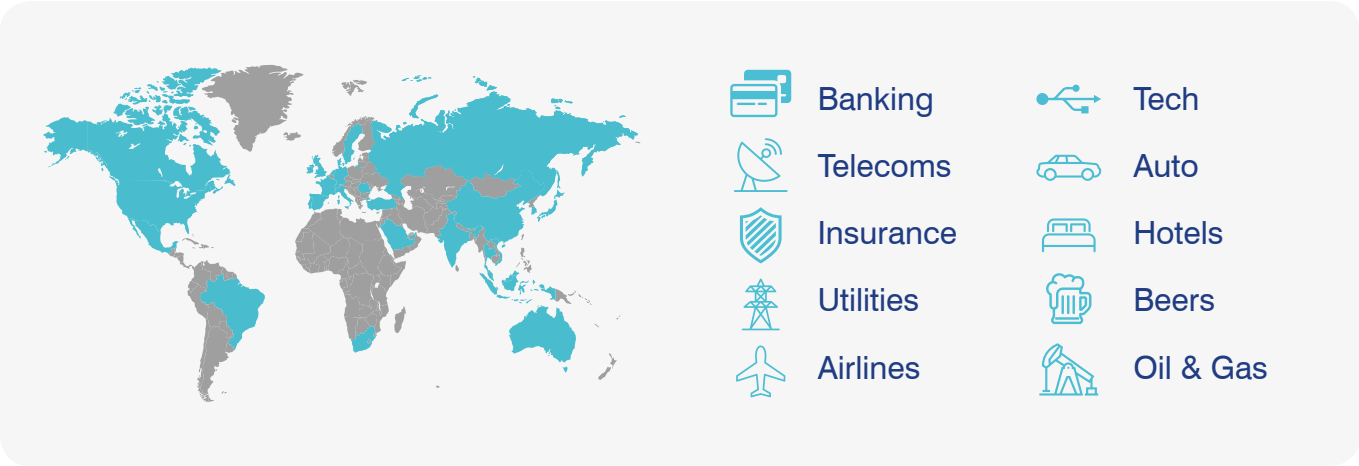 Banking
Telecoms
Insurance
Utilities
Airlines
Tech
Auto
Hotels
Beers
Oil & Gas